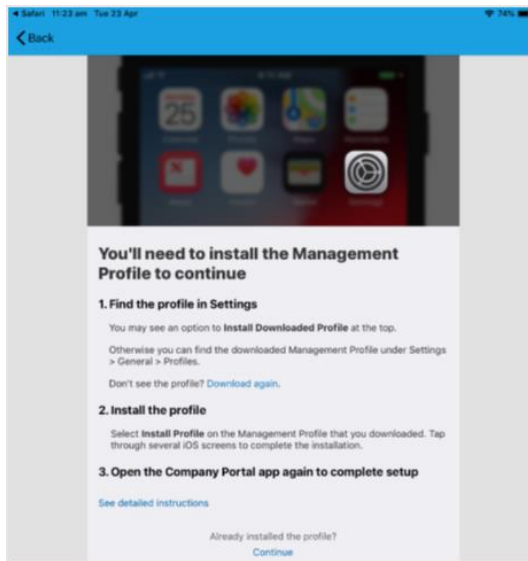 Safari 11:23 am Tue 23 Apr
74%
Back
25
You'll need to install the Management
Profile to continue
1. Find the profile in Settings
You may see an option to Install Downloaded Profile at the top.
Otherwise you can find the downloaded Management Profile under Settings
> General > Profiles.
Don't see the profile? Download again.
2. Install the profile
Select Install Profile on the Management Profile that you downloaded. Tap
through several iOS screens to complete the installation.
3. Open the Company Portal app again to complete setup
See detailed instructions
Already installed the profile?
Continue